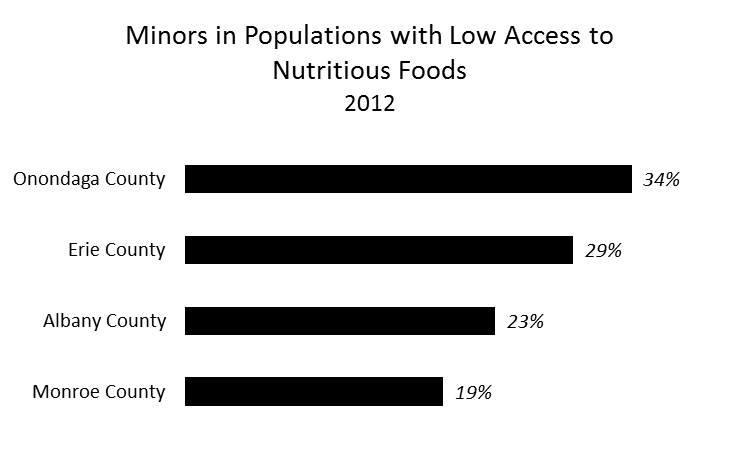 Minors in Populations with Low Access to
Nutritious Foods
2012
Onondaga County 34%
Erie County 29%
Albany County 23%
Monroe County 19%